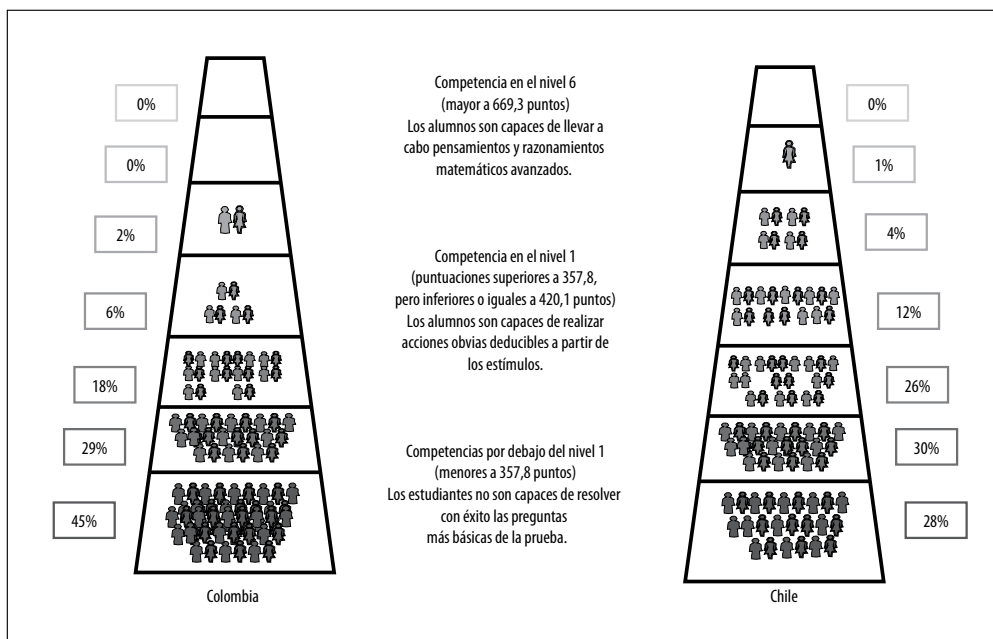 0%
0%
2%
6%
18%
29%
45%
Colombia
Competencia en el nivel 6
(mayor a 669,3 puntos)
Los alumnos son capaces de llevar a
cabo pensamientos y razonamientos
matemáticos avanzados.
Competencia en el nivel 1
(puntuaciones superiores a 357,8,
pero inferiores o iguales a 420,1 puntos)
Los alumnos son capaces de realizar
acciones obvias deducibles a partir de
los estímulos.
Competencias por debajo del nivel 1
(menores a 357,8 puntos)
Los estudiantes no son capaces de resolver
con éxito las preguntas
más básicas de la prueba.
0%
1%
4%
12%
26%
30%
28%
Chile